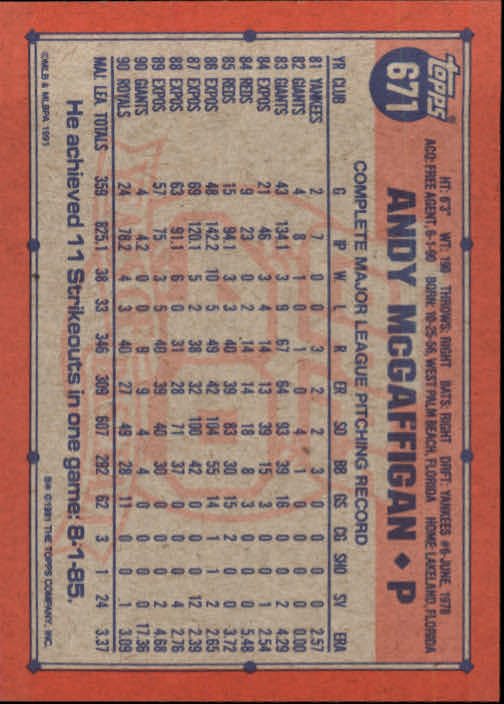 topps
671
HT: 6'3" WT: 190 THROWS: RIGHT BATS: RIGHT DRFT: YANKEES #6-JUNE, 1978
ACQ: FREE AGENT, 6-1-90 BORN: 10-25-56, WEST PALM BEACH, FLORIDA HOME: LAKELAND, FLORIDA
ANDY McGAFFIGAN ◆ P
COMPLETE MAJOR LEAGUE PITCHING RECORD
YR CLUB G IP W L R ER SO BB GS CG SHO SV ERA
81 YANKEES 2 7 0 0 3 2 2 3 0 0 0 0 2.57
82 GIANTS 4 8 1 0 1 0 4 1 0 0 0 0 0.00
83 GIANTS 43 134.1 3 9 67 64 93 39 16 0 0 2 4.29
84 EXPOS 21 46 3 4 14 13 39 15 3 0 0 1 2.54
84 REDS 9 23 0 2 14 14 18 8 3 0 0 0 5.48
85 REDS 15 94.1 3 3 40 39 83 30 15 2 0 0 3.72
86 EXPOS 48 142.2 10 5 49 42 104 55 14 1 1 2 2.65
87 EXPOS 69 120.1 5 2 38 32 100 42 0 0 0 12 2.39
88 EXPOS 63 91.1 6 0 31 28 71 37 0 0 0 4 2.76
89 EXPOS 57 75 3 5 40 39 40 30 0 0 0 2 4.68
90 GIANTS 4 4.2 0 0 9 9 4 4 0 0 0 0 17.36
90 ROYALS 24 78.2 4 3 40 27 49 28 11 0 0 1 3.09
MAJ. LEA. TOTALS 359 825.1 38 33 346 309 607 292 62 3 1 24 3.37
He achieved 11 Strikeouts in one game: 8-1-85.
©MLB & MLBPA 1991
B* ©1991 THE TOPPS COMPANY, INC.